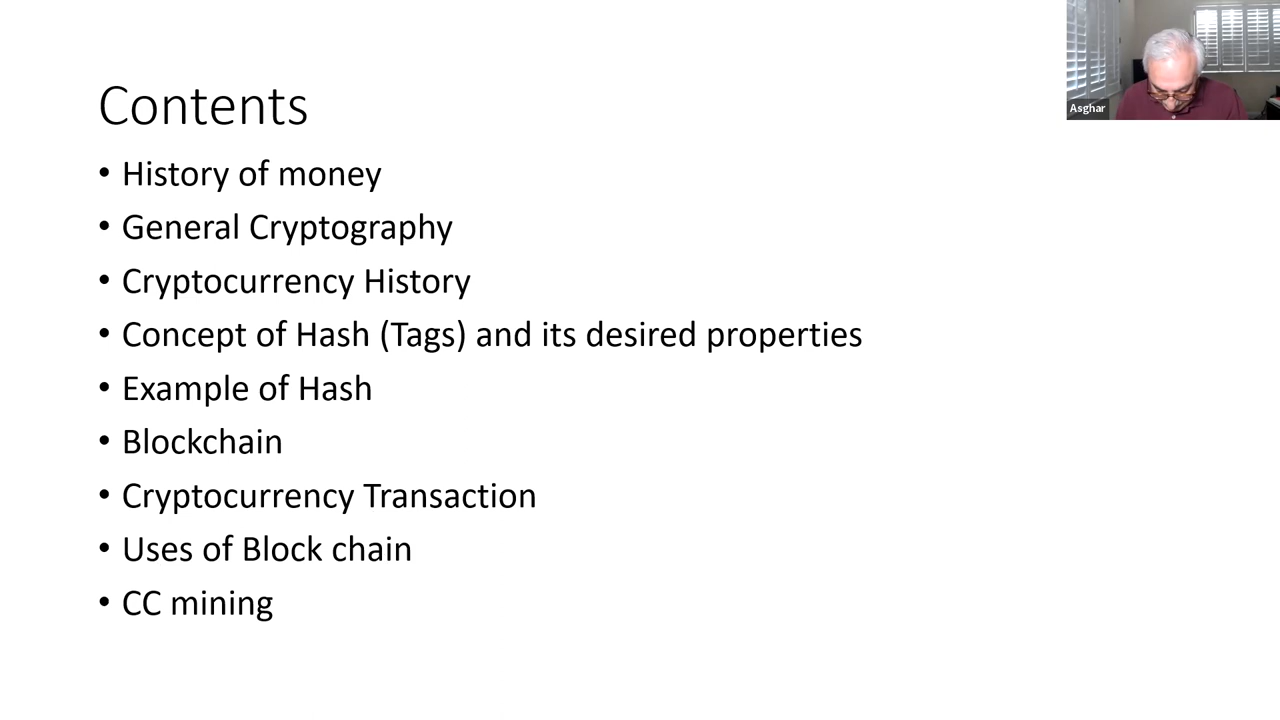 Contents
• History of money
• General Cryptography
• Cryptocurrency History
• Concept of Hash (Tags) and its desired properties
• Example of Hash
• Blockchain
• Cryptocurrency Transaction
• Uses of Block chain
• CC mining
Asghar